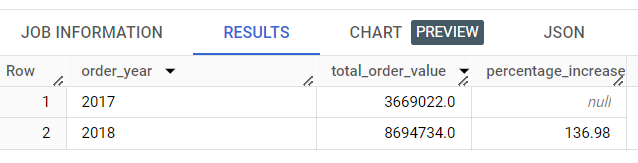 JOB INFORMATION RESULTS CHART PREVIEW JSON
Row order_year total_order_value percentage_increase
1 2017 3669022.0 null
2 2018 8694734.0 136.98